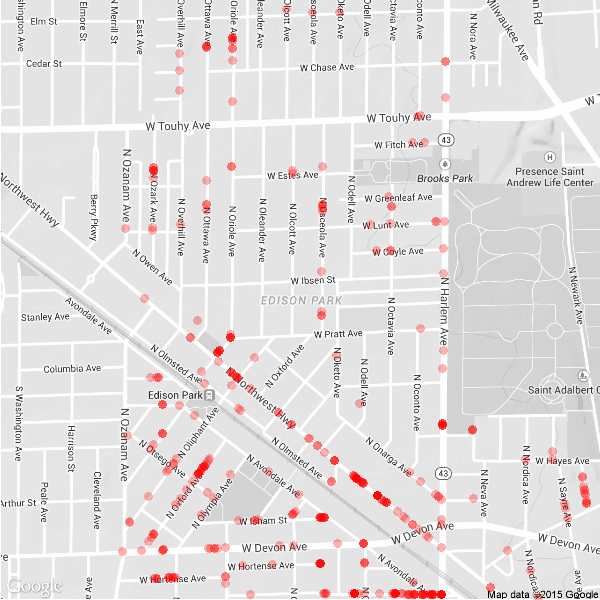 Elm St
Cedar St
W Chase Ave
W Touhy Ave
W Touhy Ave
W Fitch Ave
43
Brooks Park
Presence Saint
Andrew Life Center
W Estes Ave
W Greenleaf Ave
W Lunt Ave
W Coyle Ave
W Ibsen St
EDISON PARK
W Pratt Ave
Washington Ave
N Elmore St
N Merrill St
East Ave
N Overhill Ave
N Ottawa Ave
N Oriole Ave
N Oleander Ave
N Olcott Ave
N Osceola Ave
N Oketo Ave
N Odell Ave
N Octavia Ave
N Oconto Ave
N Nora Ave
N Milwaukee Ave
Northwest Hwy
Berry Pkwy
N Ozanam Ave
N Ozark Ave
N Overhill Ave
N Ottawa Ave
N Oriole Ave
N Oleander Ave
N Olcott Ave
N Osceola Ave
N Odell Ave
N Octavia Ave
N Harlem Ave
N Newark Ave
N Owen Ave
Avondale Ave
Stanley Ave
Columbia Ave
N Olmsted Ave
Edison Park
N Oxford Ave
N Oketo Ave
N Odell Ave
N Oconto Ave
Saint Adalbert C
S Washington Ave
N Ozanam Ave
N Northwest Hwy
N Oliphant Ave
N Otsego Ave
N Oxford Ave
N Olympia Ave
N Avondale Ave
N Olmsted Ave
N Onarga Ave
43
W Hayes Ave
N Neva Ave
N Nordica Ave
N Sayre Ave
Harrison St
Peale Ave
Cleveland Ave
Arthur St
W Isham St
W Devon Ave
W Devon Ave
W Devon Ave
W Hortense Ave
W Hortense Ave
N Avondale Ave
N Nordica
Google
Map data ©2015 Google